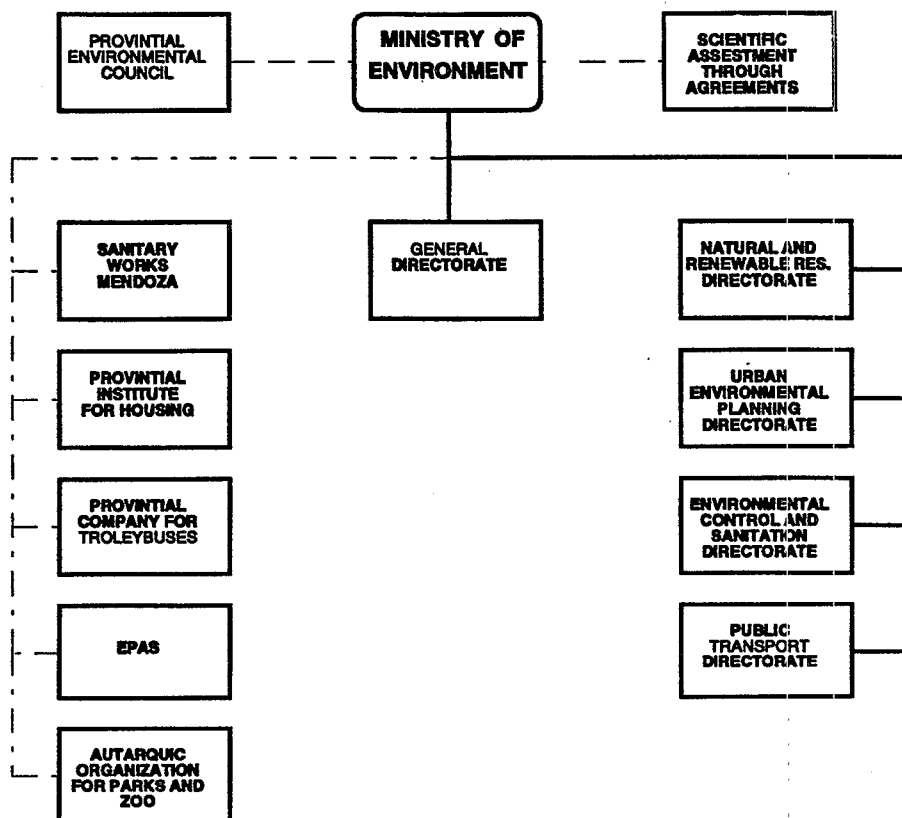 PROVINTIAL
ENVIRONMENTAL
COUNCIL
MINISTRY OF
ENVIRONMENT
SCIENTIFIC
ASSESTMENT
THROUGH
AGREEMENTS
SANITARY
WORKS
MENDOZA
GENERAL
DIRECTORATE
NATURAL AND
RENEWABLE RES.
DIRECTORATE
PROVINTIAL
INSTITUTE
FOR HOUSING
URBAN
ENVIRONMENTAL
PLANNING
DIRECTORATE
PROVINTIAL
COMPANY FOR
TROLEYBUSES
ENVIRONMENTAL
CONTROL AND
SANITATION
DIRECTORATE
EPAS
PUBLIC
TRANSPORT
DIRECTORATE
AUTARQUIC
ORGANIZATION
FOR PARKS AND
ZOO